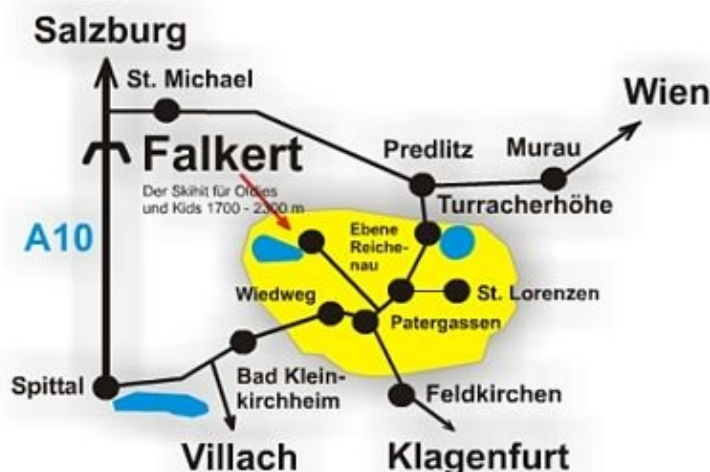 Salzburg
St. Michael
Wien
Falkert
Predlitz
Murau
Der Skihit für Oldies
und Kids 1700 - 2300 m
Turracherhöhe
A10
Ebene
Reiche-
nau
Wiedweg
St. Lorenzen
Patergassen
Spittal
Bad Klein-
kirchheim
Feldkirchen
Villach
Klagenfurt